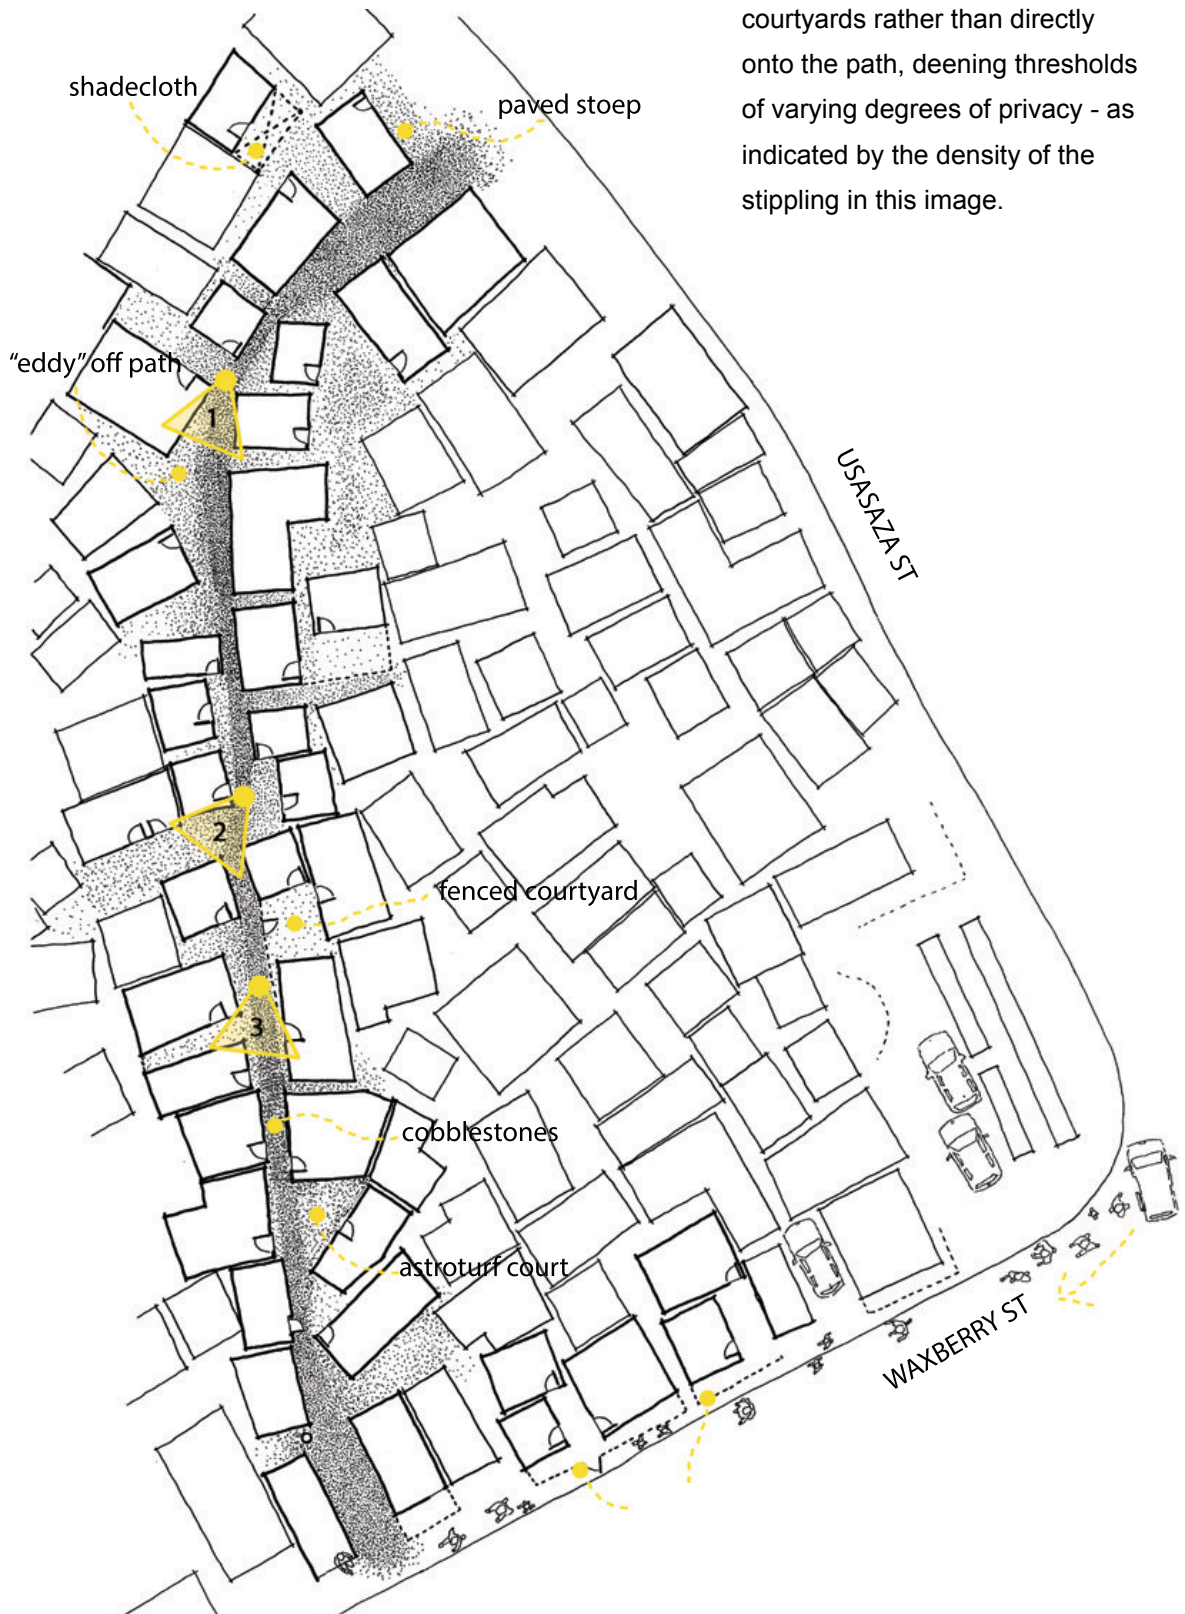 courtyards rather than directly
onto the path, deening thresholds
of varying degrees of privacy - as
indicated by the density of the
stippling in this image.
shadecloth
paved stoep
“eddy” off path
1
USASAZA ST
2
fenced courtyard
3
cobblestones
astroturf court
WAXBERRY ST